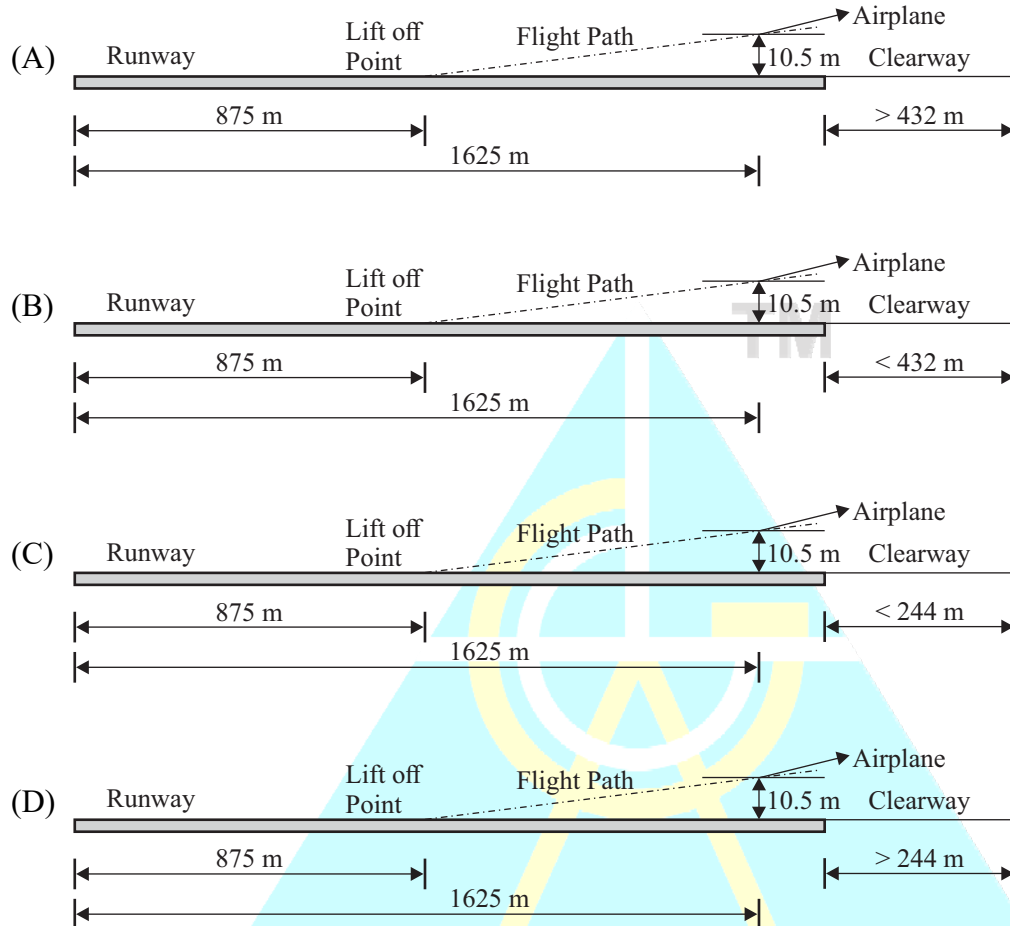 (A)
Runway
Lift off
Point
Flight Path
Airplane
10.5 m
Clearway
875 m
> 432 m
1625 m
(B)
Runway
Lift off
Point
Flight Path
Airplane
10.5 m
Clearway
TM
875 m
< 432 m
1625 m
(C)
Runway
Lift off
Point
Flight Path
Airplane
10.5 m
Clearway
875 m
< 244 m
1625 m
(D)
Runway
Lift off
Point
Flight Path
Airplane
10.5 m
Clearway
875 m
> 244 m
1625 m